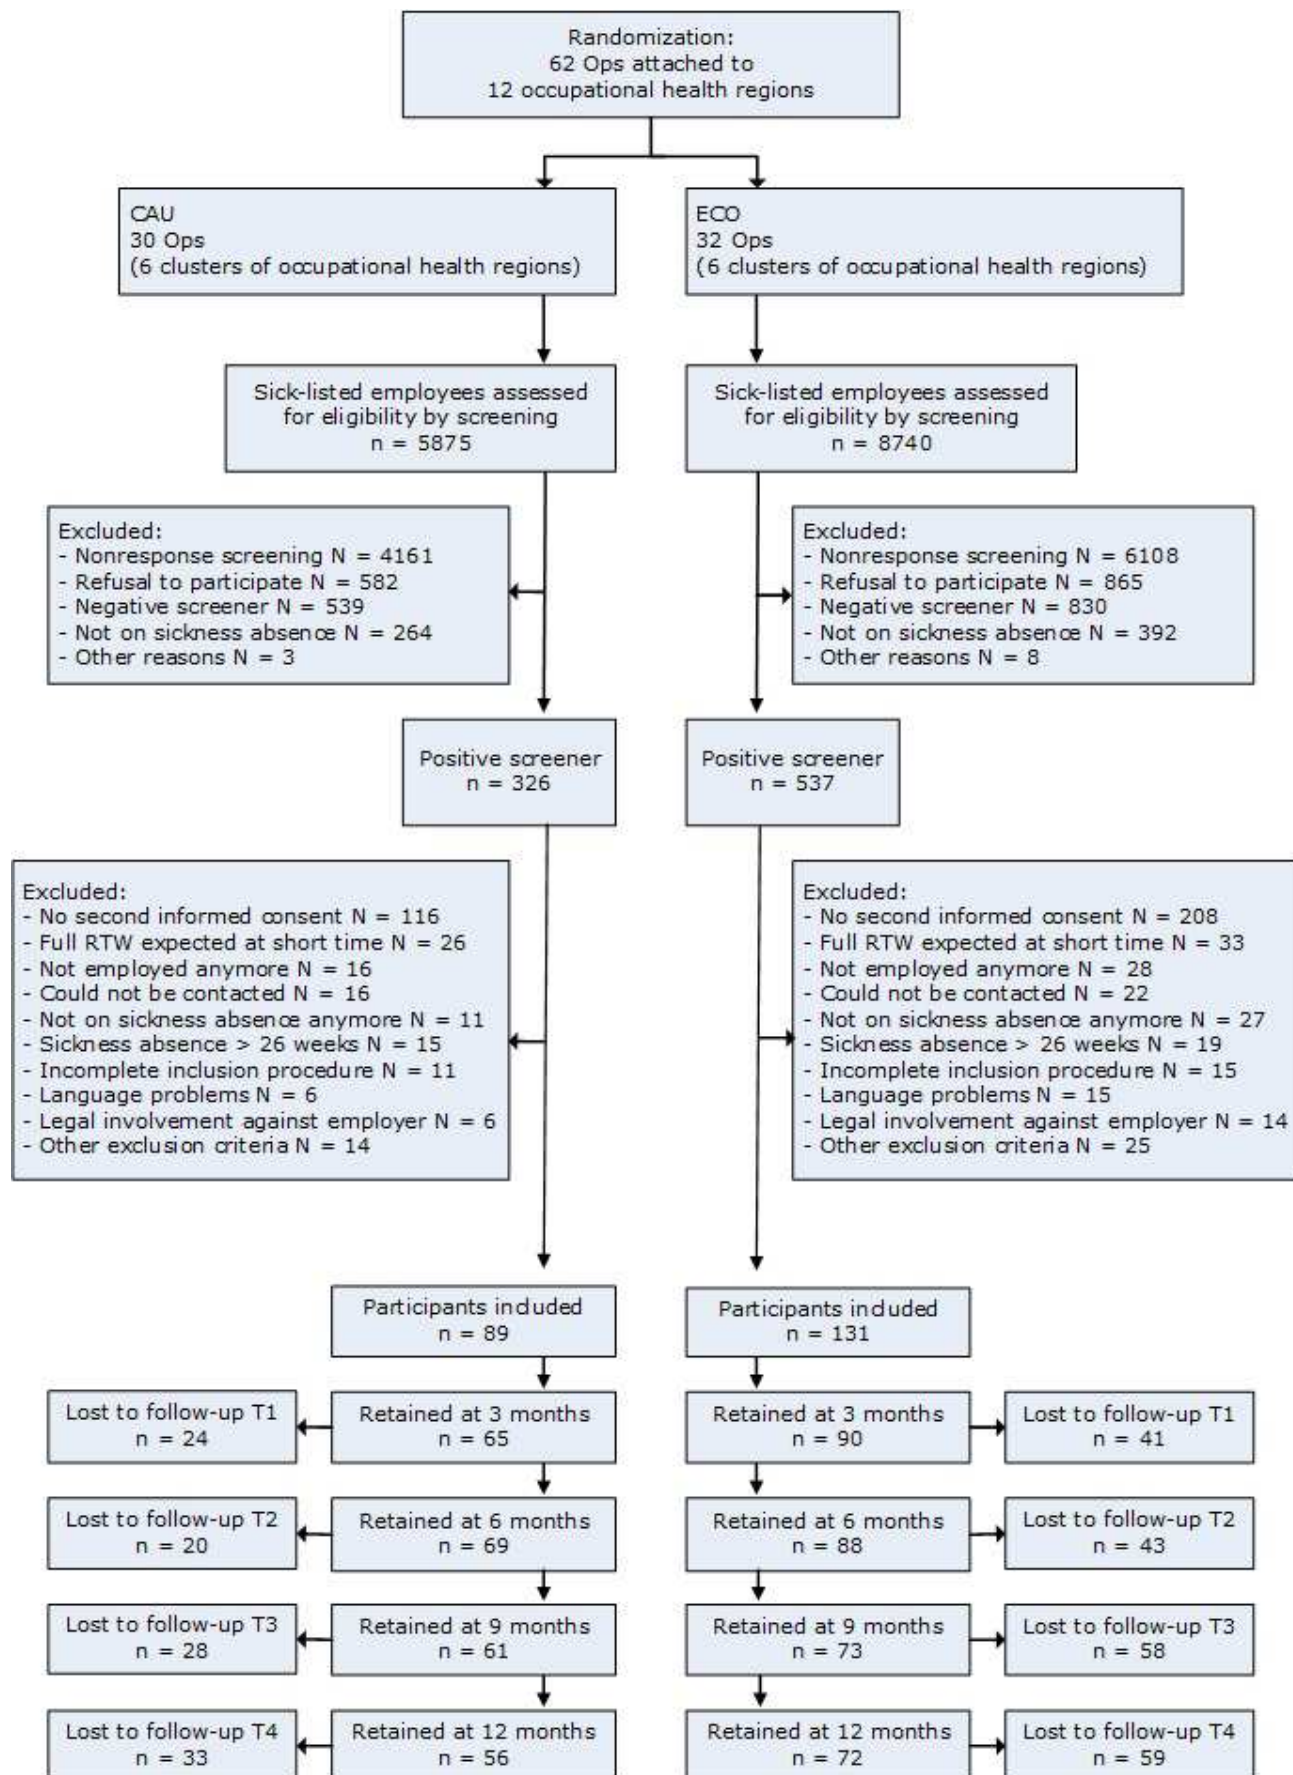 Randomization:
62 Ops attached to
12 occupational health regions
CAU
30 Ops
(6 clusters of occupational health regions)
ECO
32 Ops
(6 clusters of occupational health regions)
Sick-listed employees assessed
for eligibility by screening
n = 5875
Sick-listed employees assessed
for eligibility by screening
n = 8740
Excluded:
- Nonresponse screening N = 4161
- Refusal to participate N = 582
- Negative screener N = 539
- Not on sickness absence N = 264
- Other reasons N = 3
Excluded:
- Nonresponse screening N = 6108
- Refusal to participate N = 865
- Negative screener N = 830
- Not on sickness absence N = 392
- Other reasons N = 8
Positive screener
n = 326
Positive screener
n = 537
Excluded:
- No second informed consent N = 116
- Full RTW expected at short time N = 26
- Not employed anymore N = 16
- Could not be contacted N = 16
- Not on sickness absence anymore N = 11
- Sickness absence > 26 weeks N = 15
- Incomplete inclusion procedure N = 11
- Language problems N = 6
- Legal involvement against employer N = 6
- Other exclusion criteria N = 14
Excluded:
- No second informed consent N = 208
- Full RTW expected at short time N = 33
- Not employed anymore N = 28
- Could not be contacted N = 22
- Not on sickness absence anymore N = 27
- Sickness absence > 26 weeks N = 19
- Incomplete inclusion procedure N = 15
- Language problems N = 15
- Legal involvement against employer N = 14
- Other exclusion criteria N = 25
Participants included
n = 89
Participants included
n = 131
Lost to follow-up T1
n = 24
Retained at 3 months
n = 65
Retained at 3 months
n = 90
Lost to follow-up T1
n = 41
Lost to follow-up T2
n = 20
Retained at 6 months
n = 69
Retained at 6 months
n = 88
Lost to follow-up T2
n = 43
Lost to follow-up T3
n = 28
Retained at 9 months
n = 61
Retained at 9 months
n = 73
Lost to follow-up T3
n = 58
Lost to follow-up T4
n = 33
Retained at 12 months
n = 56
Retained at 12 months
n = 72
Lost to follow-up T4
n = 59